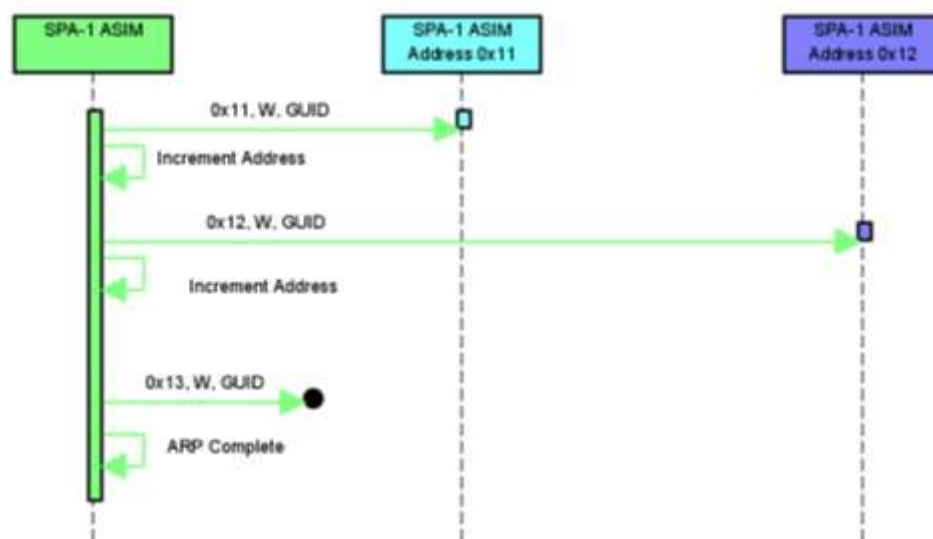 SPA-1 ASIM
SPA-1 ASIM
Address 0x11
SPA-1 ASIM
Address 0x12
0x11, W, GUID
Increment Address
0x12, W, GUID
Increment Address
0x13, W, GUID
ARP Complete